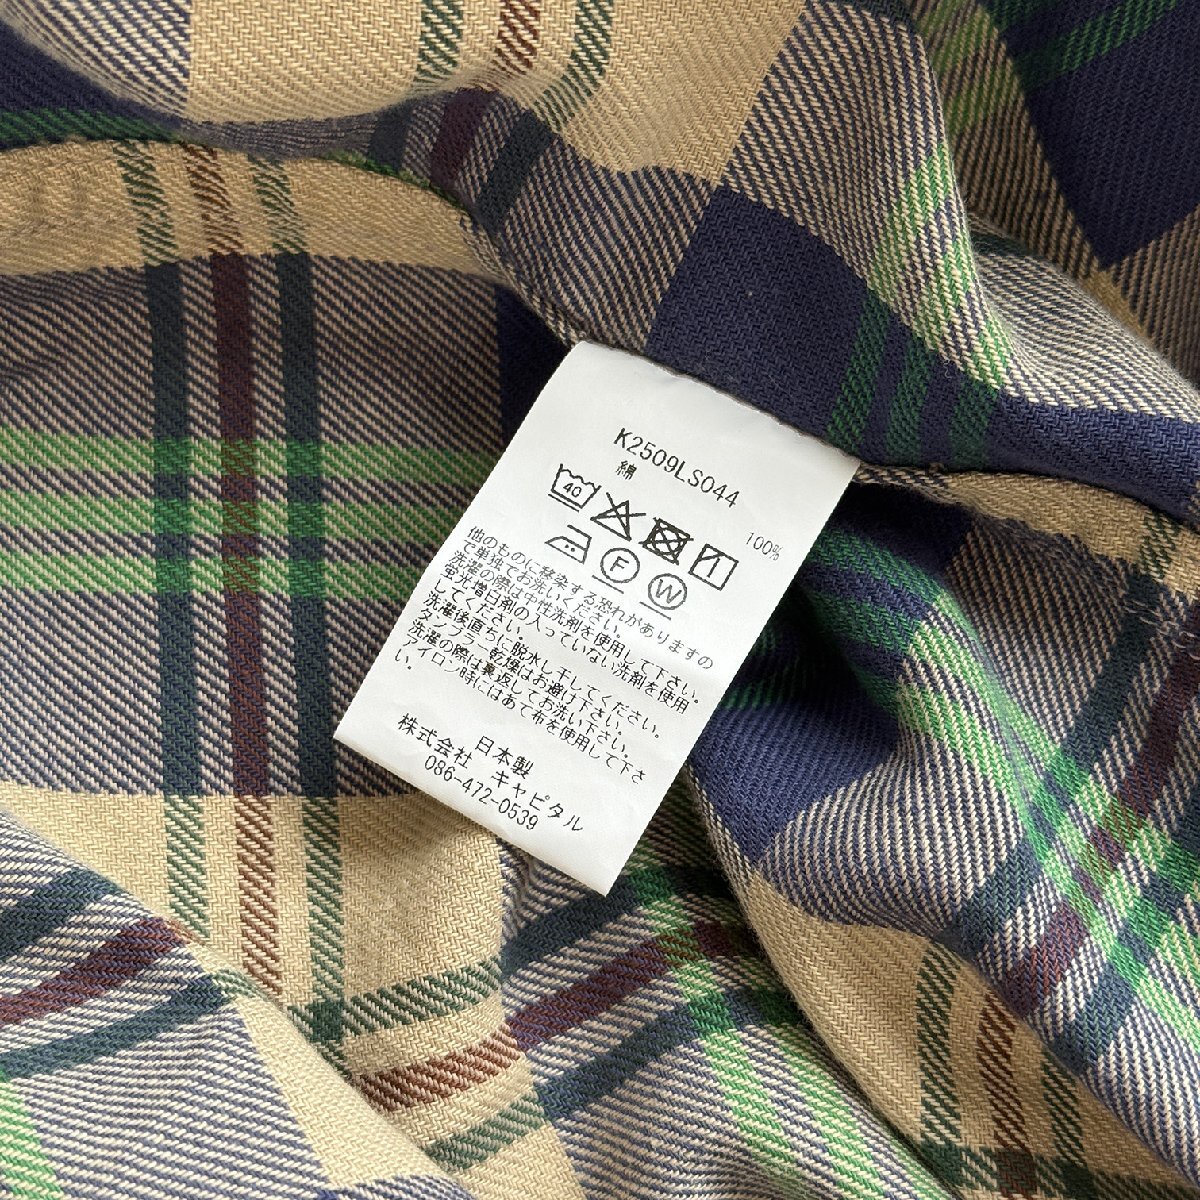 K2509LS044
綿 100%
40
F W
他のものに移染する恐れがありますの
で単独でお洗いください。
洗濯の際は中性洗剤を使用して下さい。
蛍光増白剤の入っていない洗剤を使用
してください。
洗濯後直ちに脱水し干してください。
タンブラー乾燥はお避け下さい。
洗濯の際は裏返してお洗い下さい。
アイロン時にはあて布を使用して下さ
い。
日本製
株式会社 キャピタル
086-472-0539